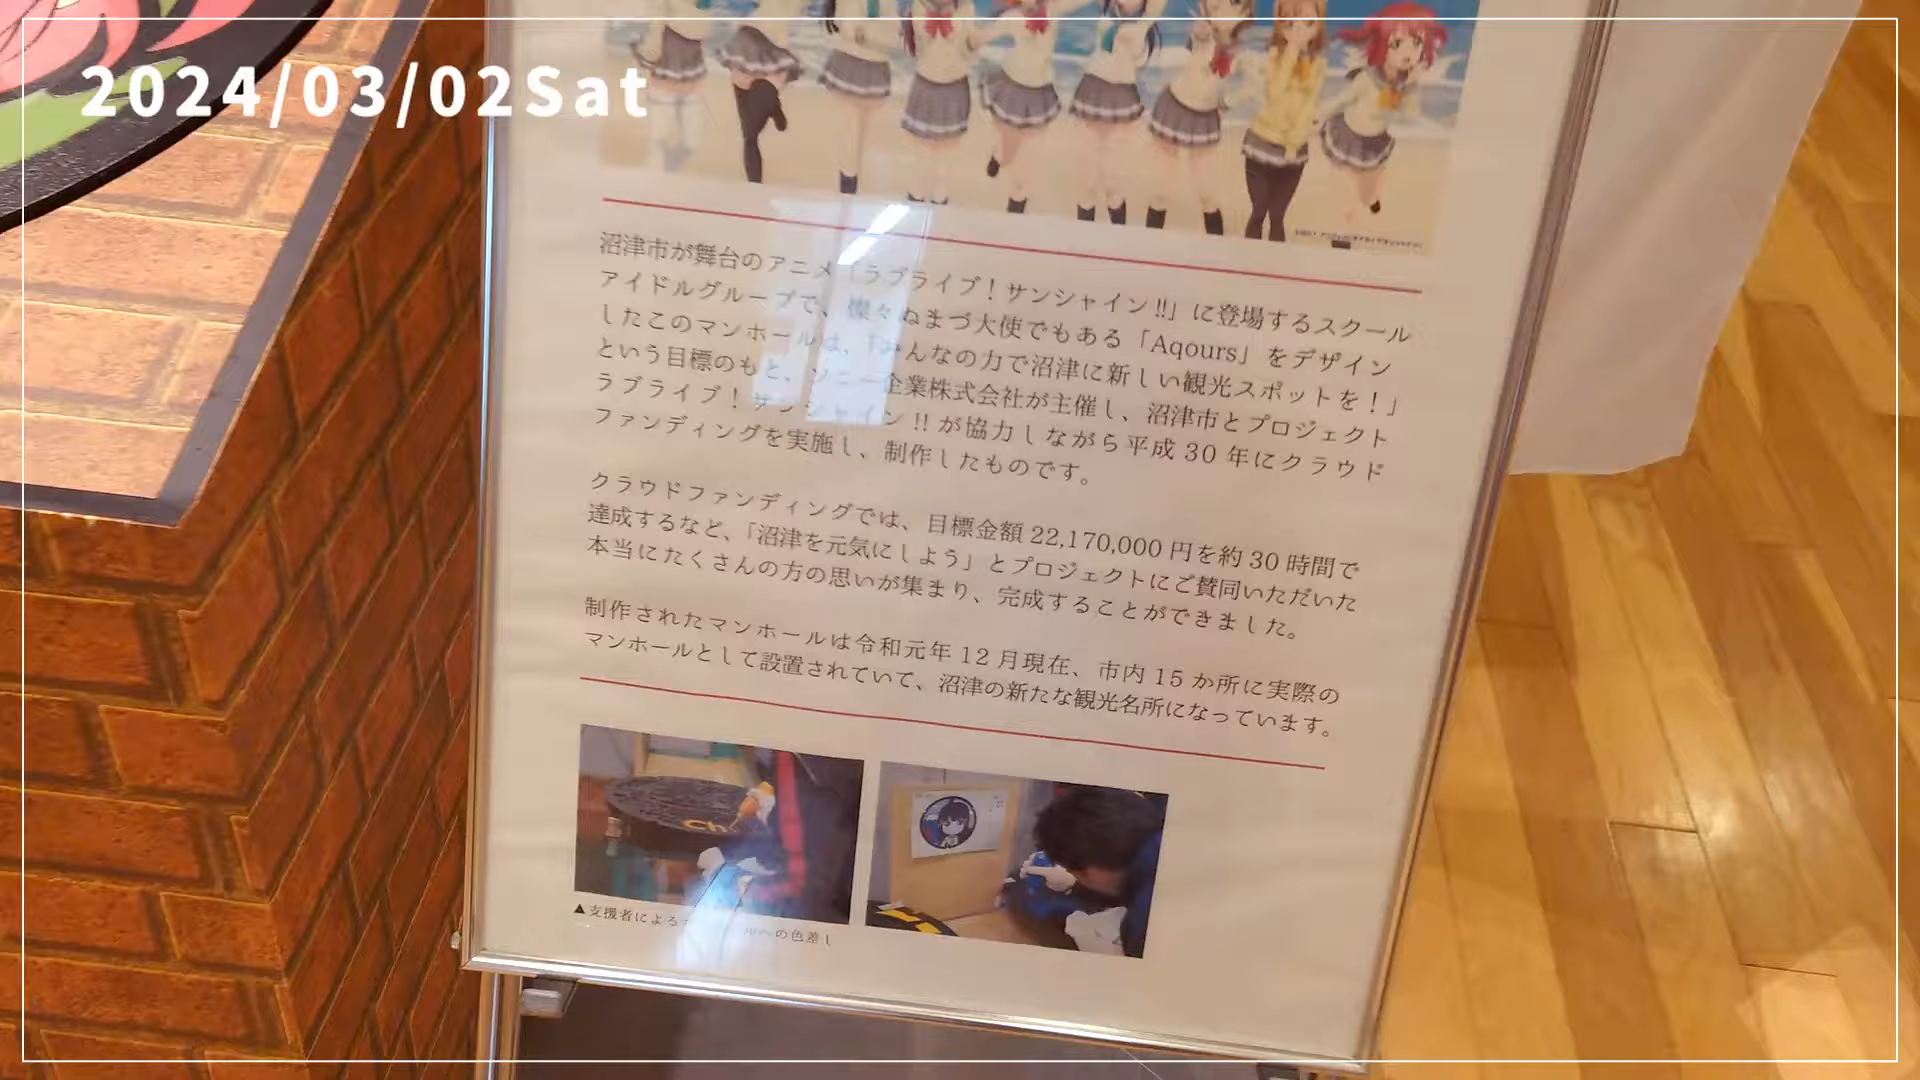 2024/03/02Sat
沼津市が舞台のアニメ「ラブライブ！サンシャイン!!」に登場するスクール
アイドルグループで、燦々ぬまづ大使でもある「Aqours」をデザイン
したこのマンホールは、「みんなの力で沼津に新しい観光スポットを！」
という目標のもと、ソニー企業株式会社が主催し、沼津市とプロジェクト
ラブライブ！サンシャイン!!が協力しながら平成30年にクラウド
ファンディングを実施し、制作したものです。
クラウドファンディングでは、目標金額22,170,000円を約30時間で
達成するなど、「沼津を元気にしよう」とプロジェクトにご賛同いただいた
本当にたくさんの方の思いが集まり、完成することができました。
制作されたマンホールは令和元年12月現在、市内15か所に実際の
マンホールとして設置されていて、沼津の新たな観光名所になっています。
▲支援者による への色差し